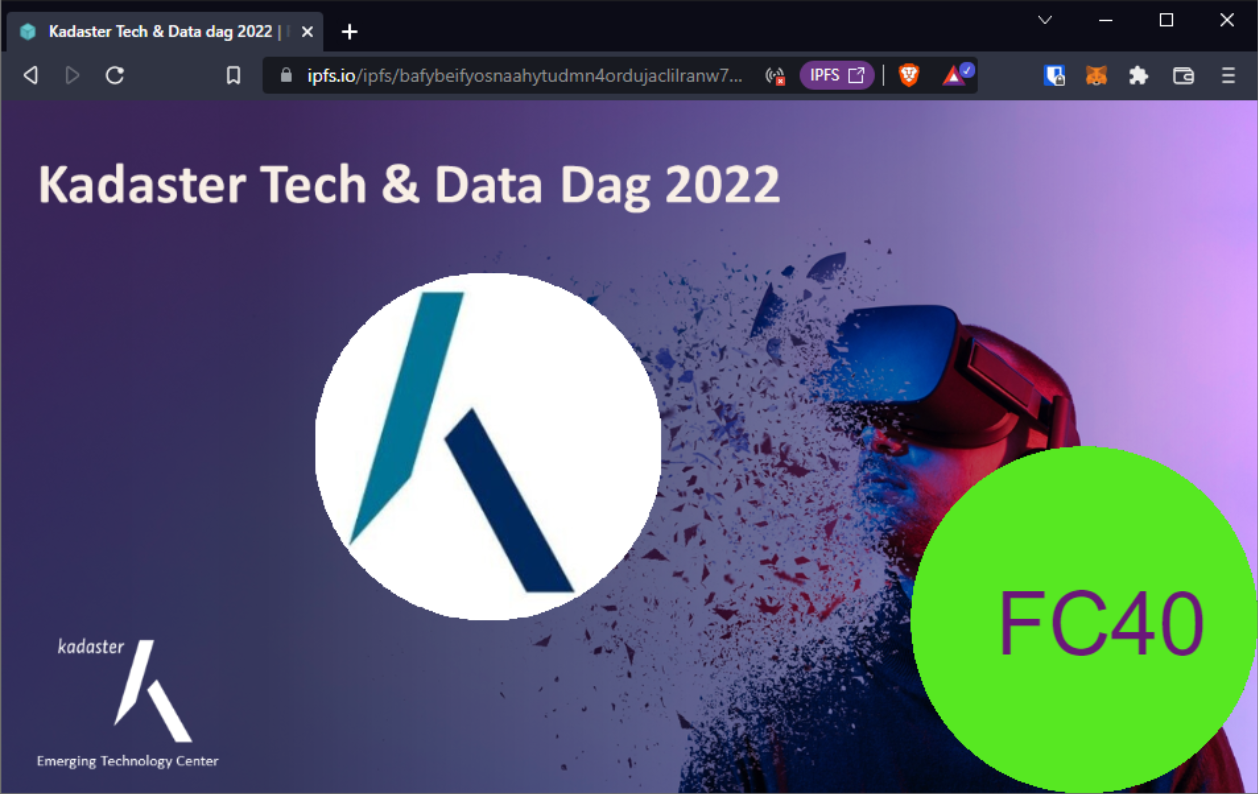 Kadaster Tech & Data dag 2022 |
ipfs.io/ipfs/bafybeifyosnaahytudmn4ordujaclilranw7...
IPFS
Kadaster Tech & Data Dag 2022
FC40
kadaster
Emerging Technology Center